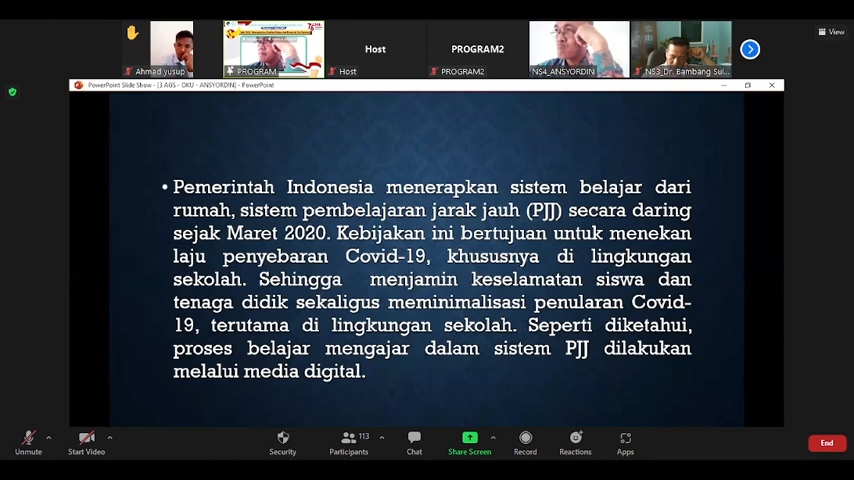 View
Host
PROGRAM2
Ahmad yusup
PROGRAM
Host
PROGRAM2
NS4_ANSYORDIN
NS3_Dr. Bambang Sul...
PowerPoint Slide Show - [3 AGS - OKU - ANSYORDIN] - PowerPoint
• Pemerintah Indonesia menerapkan sistem belajar dari
rumah, sistem pembelajaran jarak jauh (PJJ) secara daring
sejak Maret 2020. Kebijakan ini bertujuan untuk menekan
laju penyebaran Covid-19, khususnya di lingkungan
sekolah. Sehingga menjamin keselamatan siswa dan
tenaga didik sekaligus meminimalisasi penularan Covid-
19, terutama di lingkungan sekolah. Seperti diketahui,
proses belajar mengajar dalam sistem PJJ dilakukan
melalui media digital.
Unmute
Start Video
Security
Participants
113
Chat
Share Screen
Record
Reactions
Apps
End